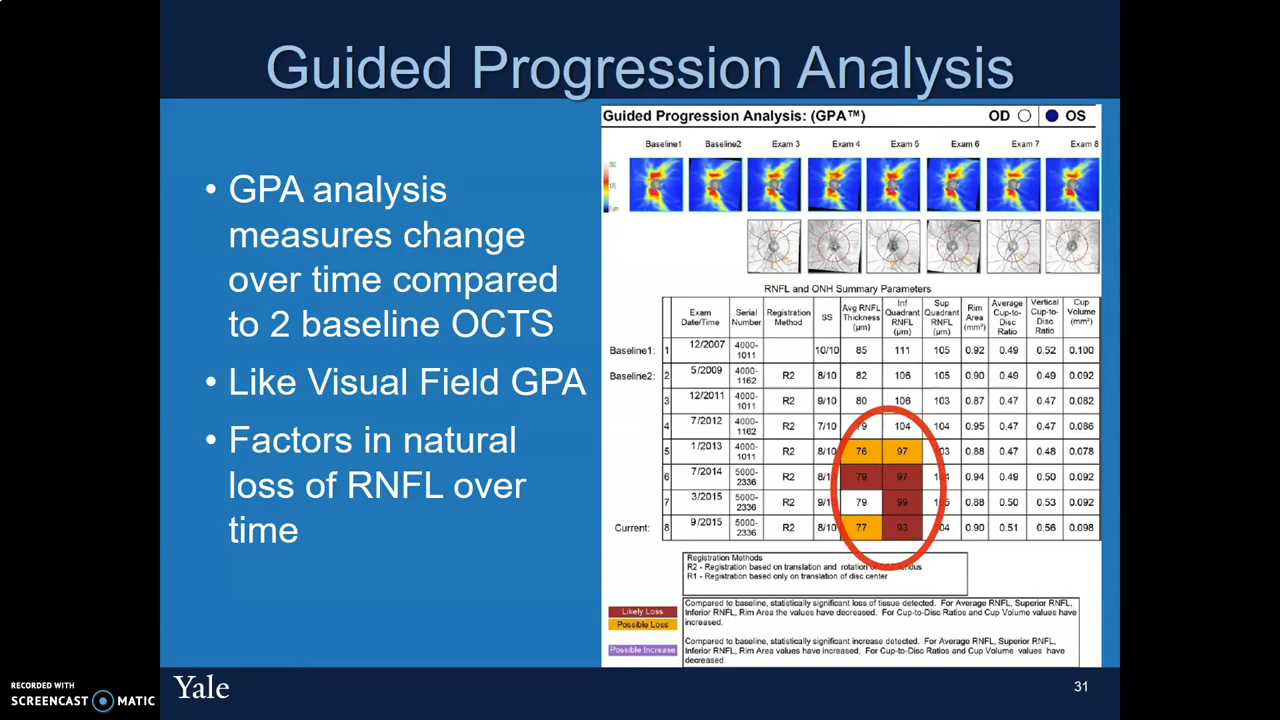 Guided Progression Analysis
• GPA analysis
measures change
over time compared
to 2 baseline OCTS
• Like Visual Field GPA
• Factors in natural
loss of RNFL over
time
Guided Progression Analysis: (GPA™) OD OS
Baseline1 Baseline2 Exam 3 Exam 4 Exam 5 Exam 6 Exam 7 Exam 8
RNFL and ONH Summary Parameters
Exam Date/Time Serial Number Registration Method SS Avg RNFL Thickness (µm) Inf Quadrant RNFL (µm) Sup Quadrant RNFL (µm) Rim Area (mm²) Average Cup-to-Disc Ratio Vertical Cup-to-Disc Ratio Cup Volume (mm³)
Baseline1: 1 12/2007 4000-1011 10/10 85 111 105 0.92 0.49 0.52 0.100
Baseline2: 2 5/2009 4000-1162 R2 8/10 82 106 105 0.90 0.49 0.49 0.092
3 12/2011 4000-1011 R2 9/10 80 106 103 0.87 0.47 0.47 0.082
4 7/2012 4000-1162 R2 7/10 79 104 104 0.95 0.47 0.47 0.086
5 1/2013 4000-1011 R2 8/10 76 97 0.88 0.47 0.48 0.078
6 7/2014 5000-2336 R2 79 97 0.94 0.49 0.50 0.092
7 3/2015 5000-2336 R2 79 99 0.88 0.50 0.53 0.092
Current: 8 9/2015 5000-2336 R2 8/10 77 93 0.90 0.51 0.56 0.098
Registration Methods
R2 - Registration based on translation and rotation
R1 - Registration based only on translation of disc center
Likely Loss
Possible Loss
Compared to baseline, statistically significant loss of tissue detected. For Average RNFL, Superior RNFL,
Inferior RNFL, Rim Area the values have decreased. For Cup-to-Disc Ratios and Cup Volume values have
increased.
Possible Increase
Compared to baseline, statistically significant increase detected. For Average RNFL, Superior RNFL,
Inferior RNFL, Rim Area values have increased. For Cup-to-Disc Ratios and Cup Volume values have
decreased.
RECORDED WITH
SCREENCAST MATIC
Yale
31